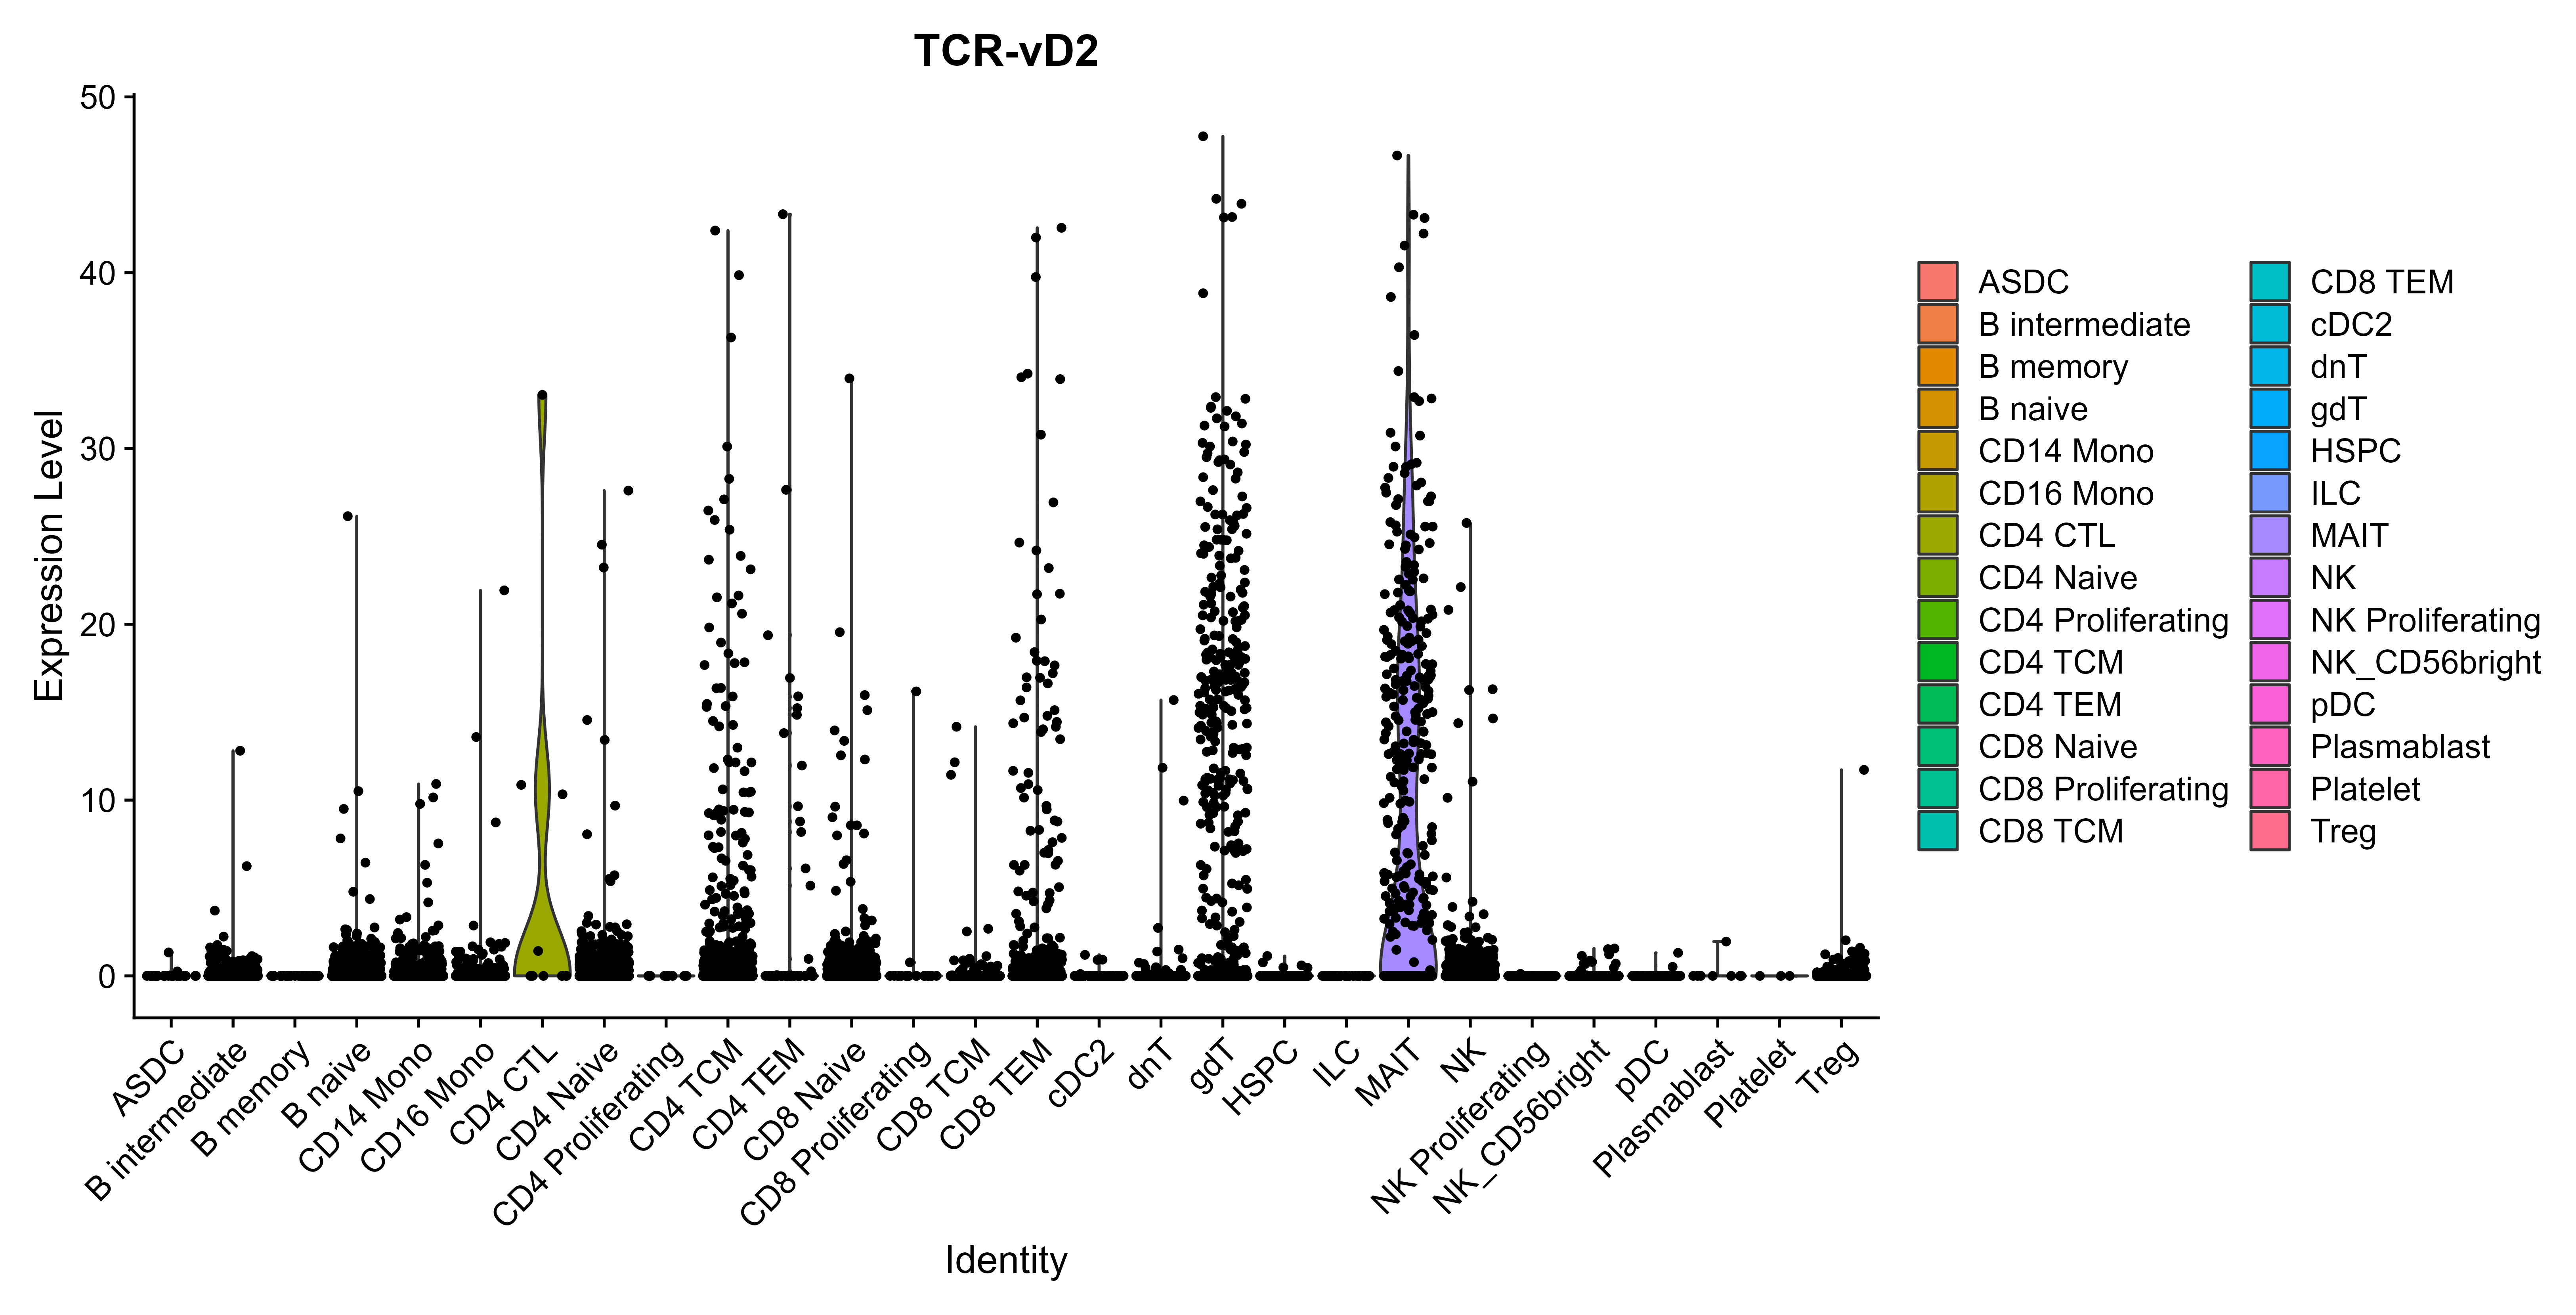 TCR-vD2
Expression Level
50
40
30
20
10
0
ASDC
B intermediate
B memory
B naive
CD14 Mono
CD16 Mono
CD4 CTL
CD4 Naive
CD4 Proliferating
CD4 TCM
CD4 TEM
CD8 Naive
CD8 Proliferating
CD8 TCM
CD8 TEM
cDC2
dnT
gdT
HSPC
ILC
MAIT
NK
NK Proliferating
NK_CD56bright
pDC
Plasmablast
Platelet
Treg
Identity
ASDC
B intermediate
B memory
B naive
CD14 Mono
CD16 Mono
CD4 CTL
CD4 Naive
CD4 Proliferating
CD4 TCM
CD4 TEM
CD8 Naive
CD8 Proliferating
CD8 TCM
CD8 TEM
cDC2
dnT
gdT
HSPC
ILC
MAIT
NK
NK Proliferating
NK_CD56bright
pDC
Plasmablast
Platelet
Treg